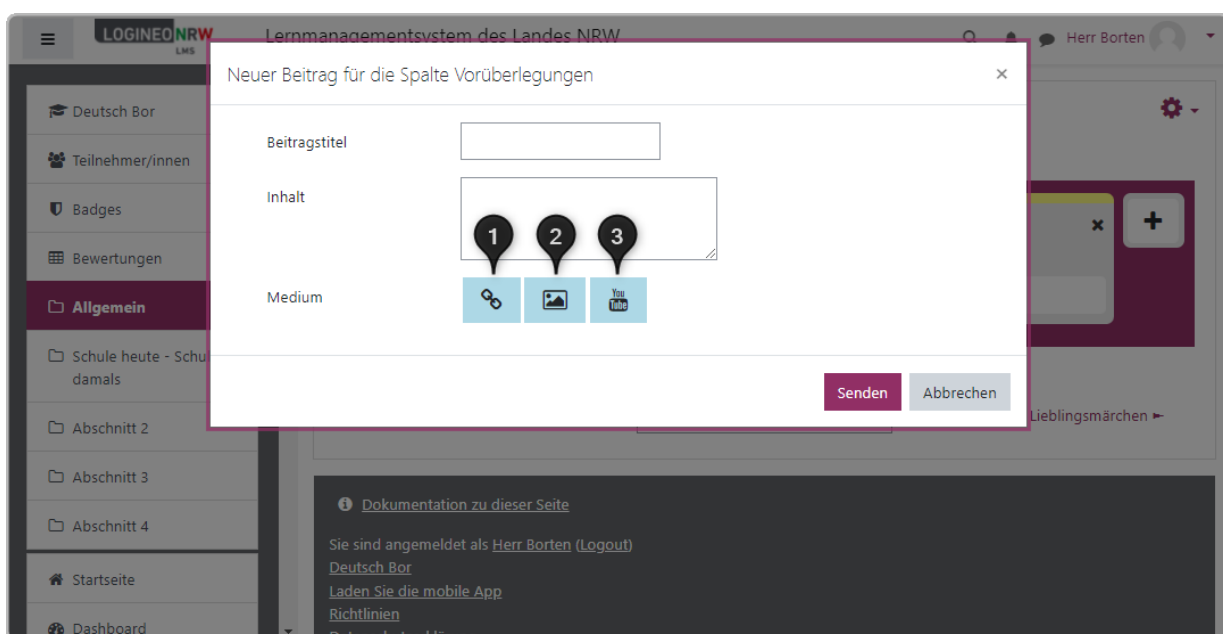 LOGINEO NRW
LMS
Lernmanagementsystem des Landes NRW
Herr Borten
Neuer Beitrag für die Spalte Vorüberlegungen
×
Beitragstitel
Inhalt
1 2 3
Medium
You Tube
Senden
Abbrechen
Deutsch Bor
Teilnehmer/innen
Badges
Bewertungen
Allgemein
Schule heute - Schu
damals
Abschnitt 2
Abschnitt 3
Abschnitt 4
Startseite
Dashboard
Lieblingsmärchen ►
Dokumentation zu dieser Seite
Sie sind angemeldet als Herr Borten (Logout)
Deutsch Bor
Laden Sie die mobile App
Richtlinien